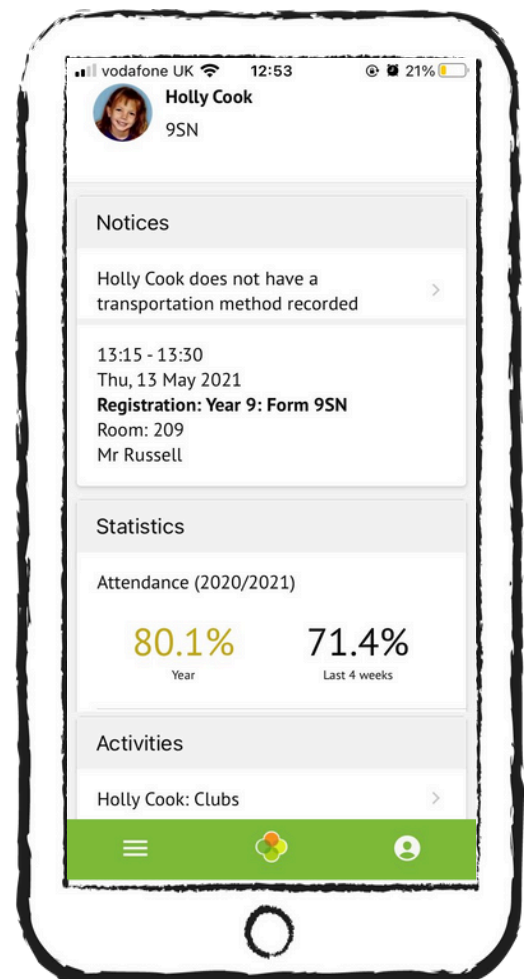 vodafone UK 12:53 21%
Holly Cook
9SN
Notices
Holly Cook does not have a
transportation method recorded
13:15 - 13:30
Thu, 13 May 2021
Registration: Year 9: Form 9SN
Room: 209
Mr Russell
Statistics
Attendance (2020/2021)
80.1% 71.4%
Year Last 4 weeks
Activities
Holly Cook: Clubs